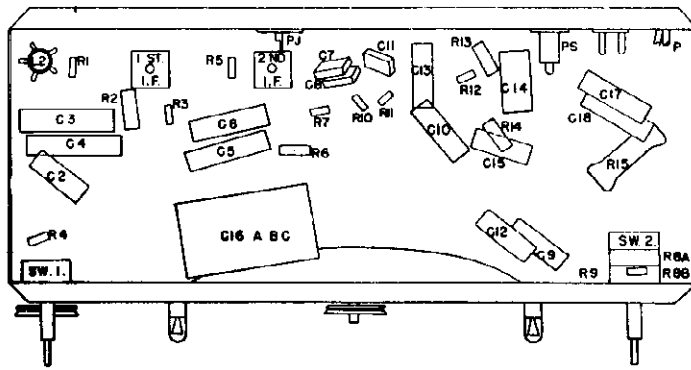 PJ
PS
P
L2
R1
1 ST.
I.F.
R5
2 ND
I.F.
C7
C8
C11
C13
R13
R12
C14
C17
C18
R2
R3
C3
C4
C2
C6
C5
R7
R10
R11
R6
C10
R14
C15
R15
R4
SW.1.
C16 A B C
C12
C9
R9
SW.2.
R8A
R8B